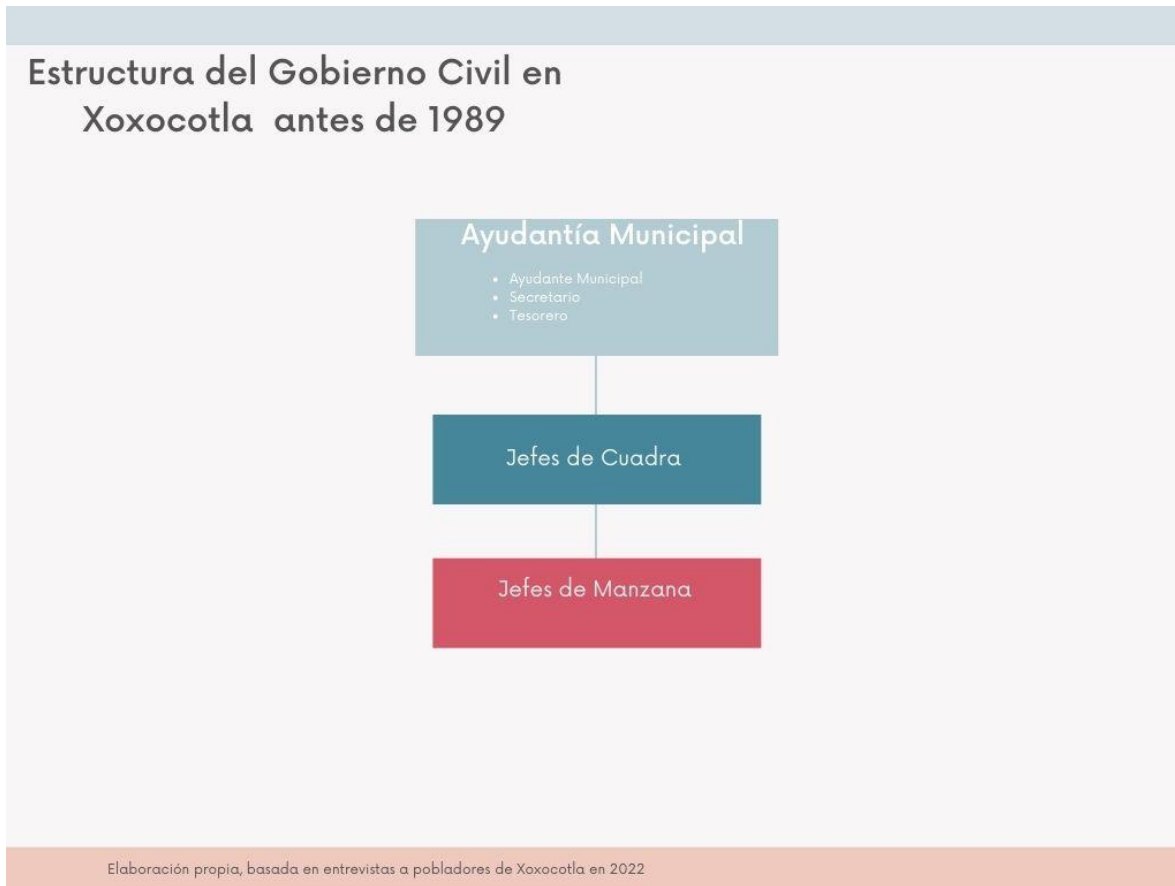 Estructura del Gobierno Civil en
Xoxocotla antes de 1989
Ayudantía Municipal
• Ayudante Municipal
• Secretario
• Tesorero
Jefes de Cuadra
Jefes de Manzana
Elaboración propia, basada en entrevistas a pobladores de Xoxocotla en 2022